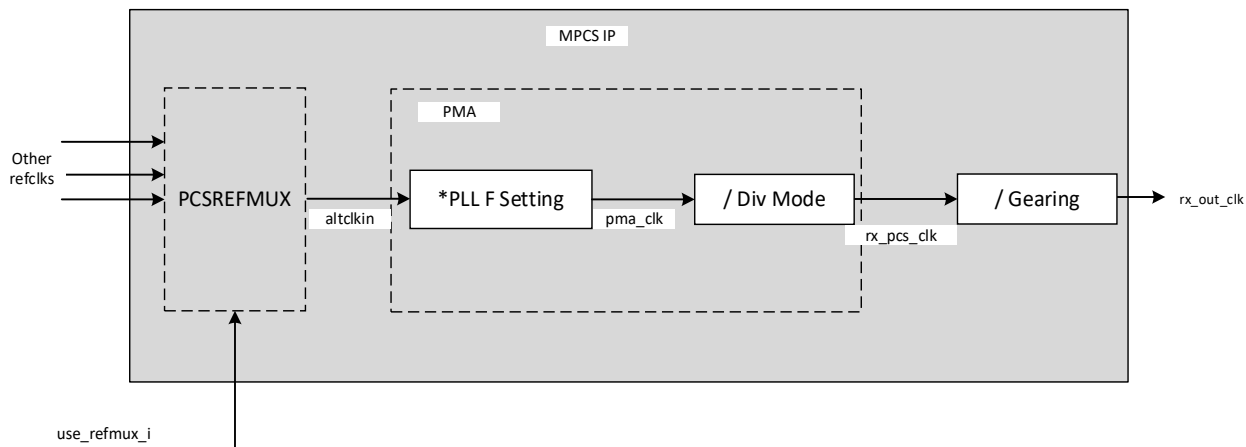 MPCS IP
PMA
Other
refclks
PCSREFMUX
altclkin
*PLL F Setting
pma_clk
/ Div Mode
rx_pcs_clk
/ Gearing
rx_out_clk
use_refmux_i